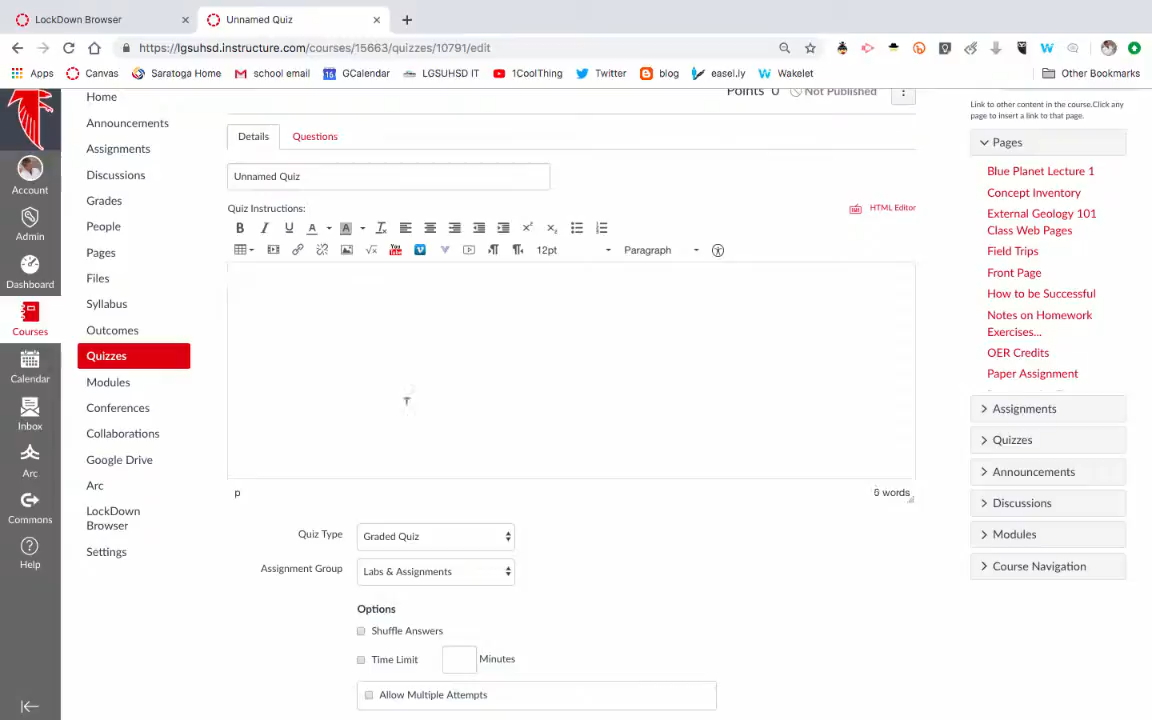 LockDown Browser
Unnamed Quiz
https://lgsuhsd.instructure.com/courses/15663/quizzes/10791/edit
Apps
Canvas
Saratoga Home
school email
GCalendar
LGSUHSD IT
1CoolThing
Twitter
blog
easel.ly
Wakelet
Other Bookmarks
Account
Admin
Dashboard
Courses
Calendar
Inbox
Arc
Commons
Help
Home
Announcements
Assignments
Discussions
Grades
People
Pages
Files
Syllabus
Outcomes
Quizzes
Modules
Conferences
Collaborations
Google Drive
Arc
LockDown
Browser
Settings
Points 0 Not Published
Details
Questions
Unnamed Quiz
Quiz Instructions:
HTML Editor
12pt
Paragraph
p
6 words
Quiz Type
Graded Quiz
Assignment Group
Labs & Assignments
Options
Shuffle Answers
Time Limit
Minutes
Allow Multiple Attempts
Link to other content in the course.Click any
page to insert a link to that page.
Pages
Blue Planet Lecture 1
Concept Inventory
External Geology 101
Class Web Pages
Field Trips
Front Page
How to be Successful
Notes on Homework
Exercises...
OER Credits
Paper Assignment
Assignments
Quizzes
Announcements
Discussions
Modules
Course Navigation